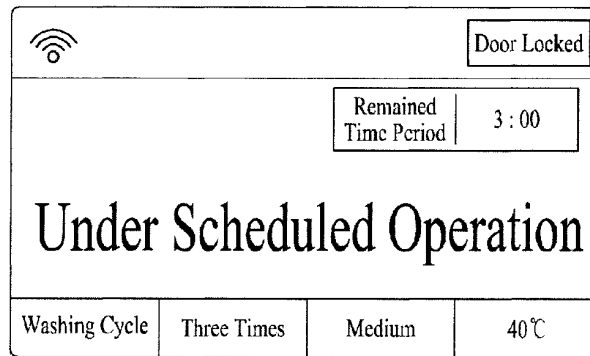 Door Locked
Remained
Time Period
3 : 00
Under Scheduled Operation
Washing Cycle
Three Times
Medium
40℃